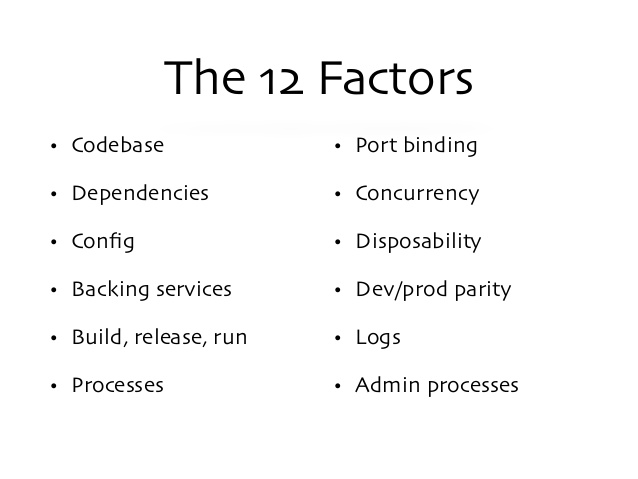 The 12 Factors
• Codebase
• Dependencies
• Config
• Backing services
• Build, release, run
• Processes
• Port binding
• Concurrency
• Disposability
• Dev/prod parity
• Logs
• Admin processes